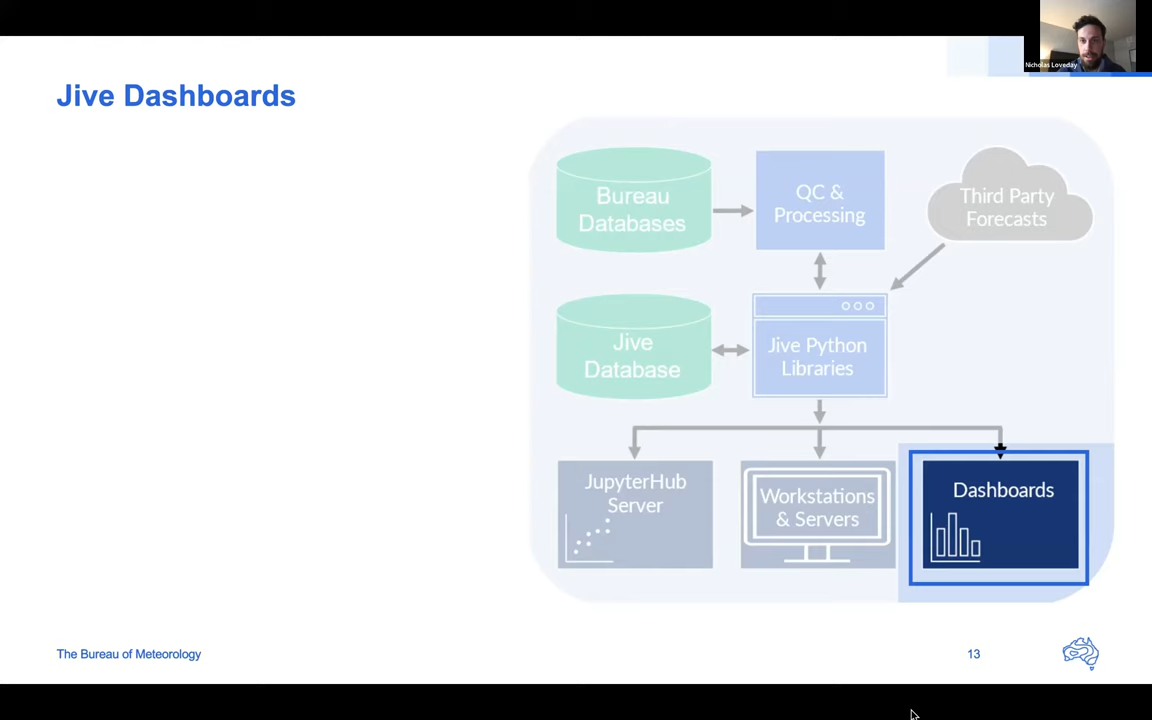 Nicholas Loveday
Jive Dashboards
Bureau
Databases
QC &
Processing
Third Party
Forecasts
Jive
Database
Jive Python
Libraries
JupyterHub
Server
Workstations
& Servers
Dashboards
The Bureau of Meteorology
13